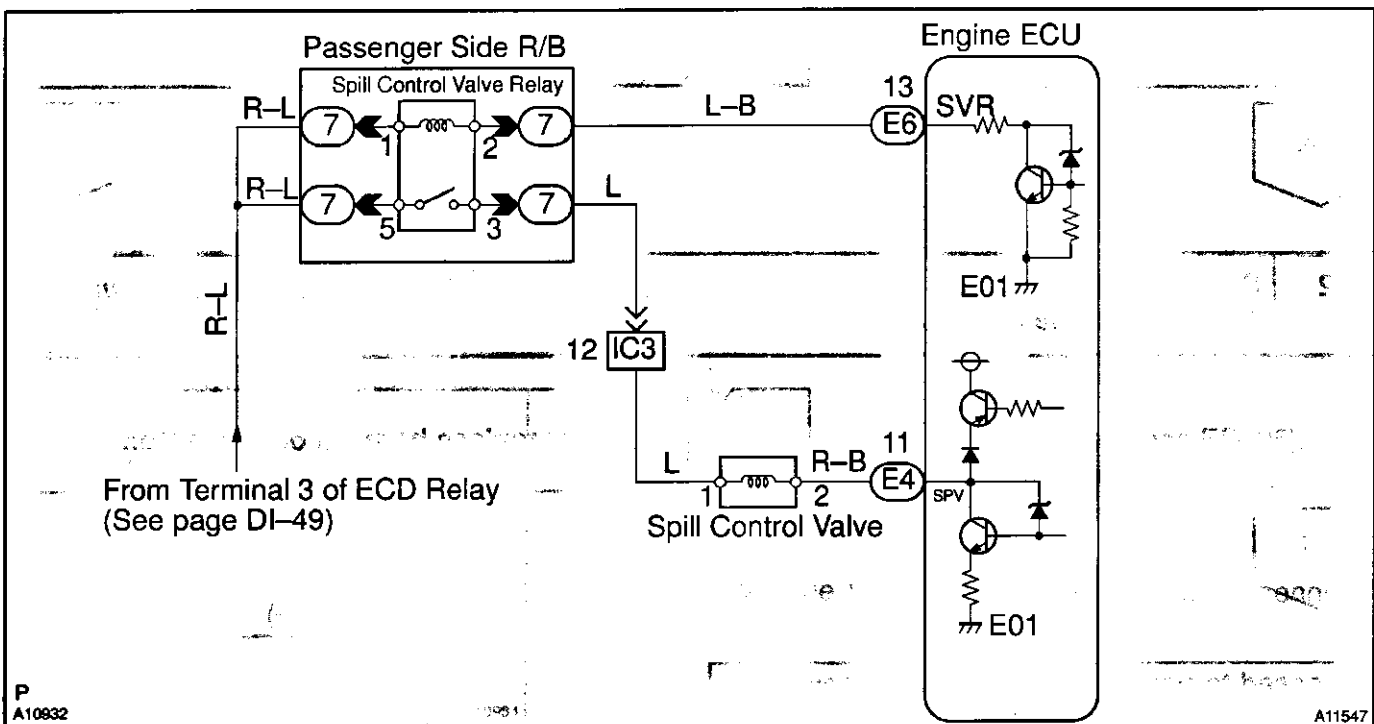 Passenger Side R/B
Engine ECU
Spill Control Valve Relay
R–L
7
1
2
7
L–B
13
E6
SVR
R–L
7
5
3
7
L
E01
R–L
12
IC3
From Terminal 3 of ECD Relay
(See page DI–49)
L
1
2
R–B
11
E4
SPV
Spill Control Valve
E01
P
A10932
A11547